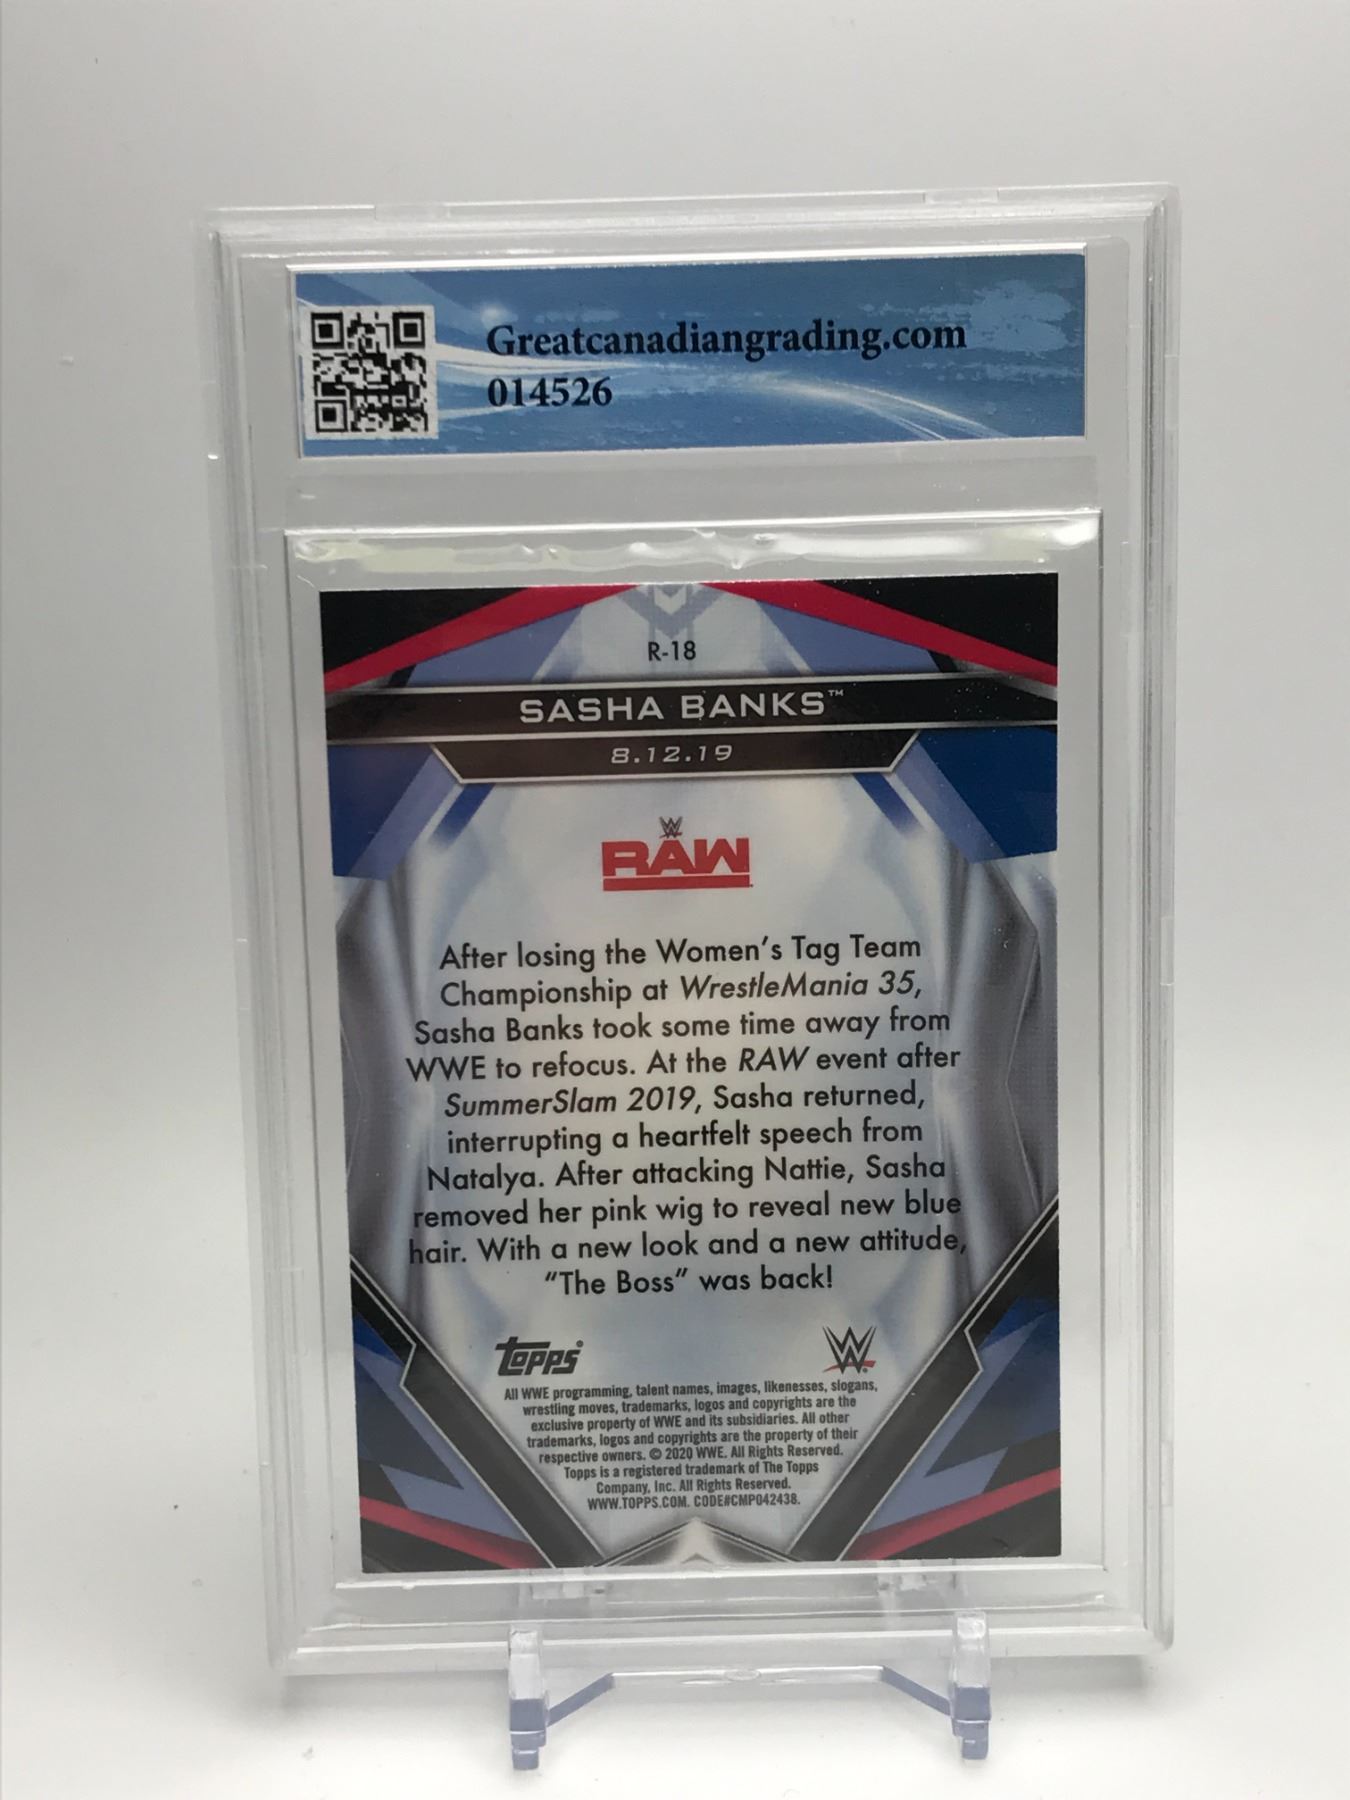 Greatcanadiangrading.com
014526
R-18
SASHA BANKS™
8.12.19
W
RAW
After losing the Women's Tag Team
Championship at WrestleMania 35,
Sasha Banks took some time away from
WWE to refocus. At the RAW event after
SummerSlam 2019, Sasha returned,
interrupting a heartfelt speech from
Natalya. After attacking Nattie, Sasha
removed her pink wig to reveal new blue
hair. With a new look and a new attitude,
"The Boss" was back!
topps®
W
All WWE programming, talent names, images, likenesses, slogans,
wrestling moves, trademarks, logos and copyrights are the
exclusive property of WWE and its subsidiaries. All other
trademarks, logos and copyrights are the property of their
respective owners. © 2020 WWE. All Rights Reserved.
Topps is a registered trademark of The Topps
Company, Inc. All Rights Reserved.
WWW.TOPPS.COM. CODE#CMP042438.